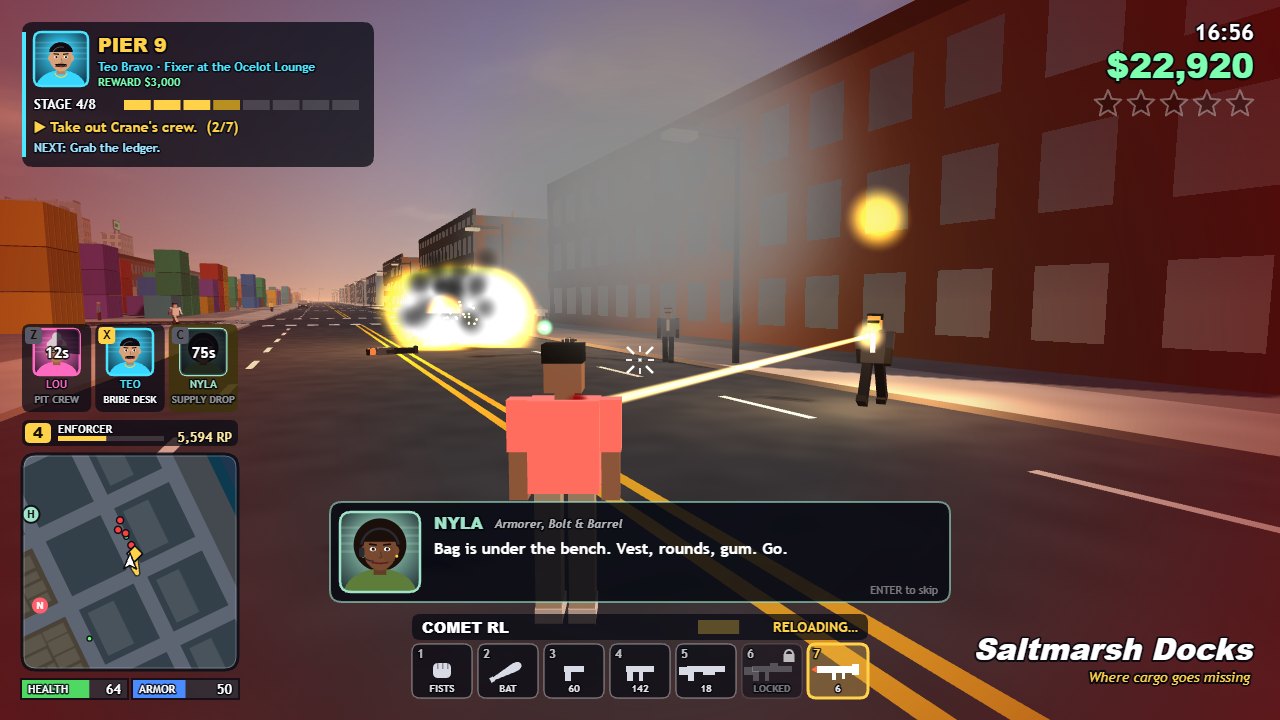 PIER 9
Teo Bravo · Fixer at the Ocelot Lounge
REWARD $3,000
STAGE 4/8
▶ Take out Crane's crew. (2/7)
NEXT: Grab the ledger.
16:56
$22,920
Z
12s
LOU
PIT CREW
X
TEO
BRIBE DESK
C
75s
NYLA
SUPPLY DROP
4
ENFORCER
5,594 RP
H
N
HEALTH 64
ARMOR 50
NYLA Armorer, Bolt & Barrel
Bag is under the bench. Vest, rounds, gum. Go.
ENTER to skip
COMET RL
RELOADING...
1
FISTS
2
BAT
3
60
4
142
5
18
6
LOCKED
7
6
Saltmarsh Docks
Where cargo goes missing